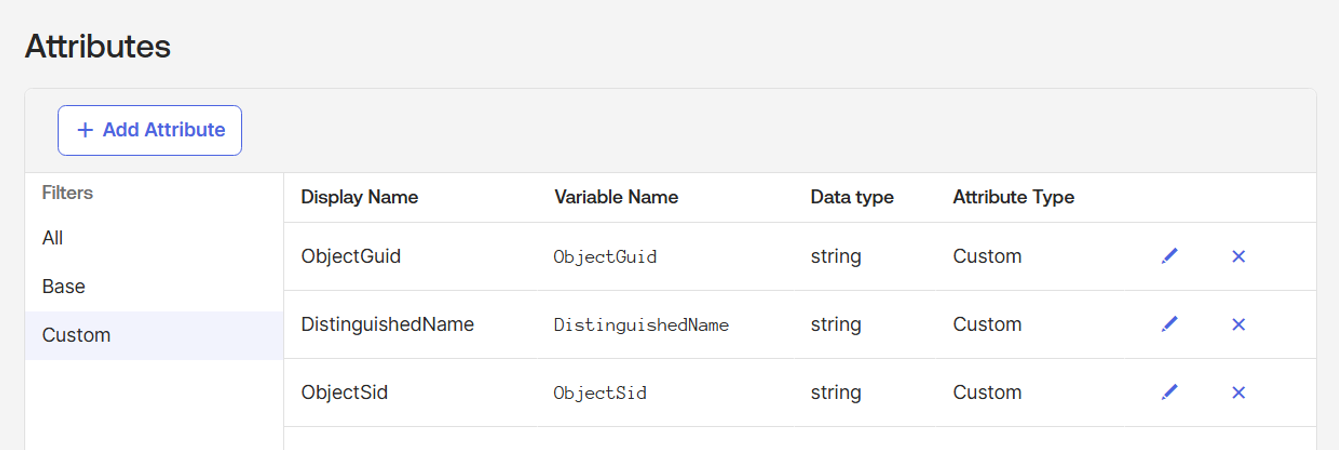 Attributes
+ Add Attribute
Filters
All
Base
Custom
Display Name Variable Name Data type Attribute Type
ObjectGuid ObjectGuid string Custom
DistinguishedName DistinguishedName string Custom
ObjectSid ObjectSid string Custom